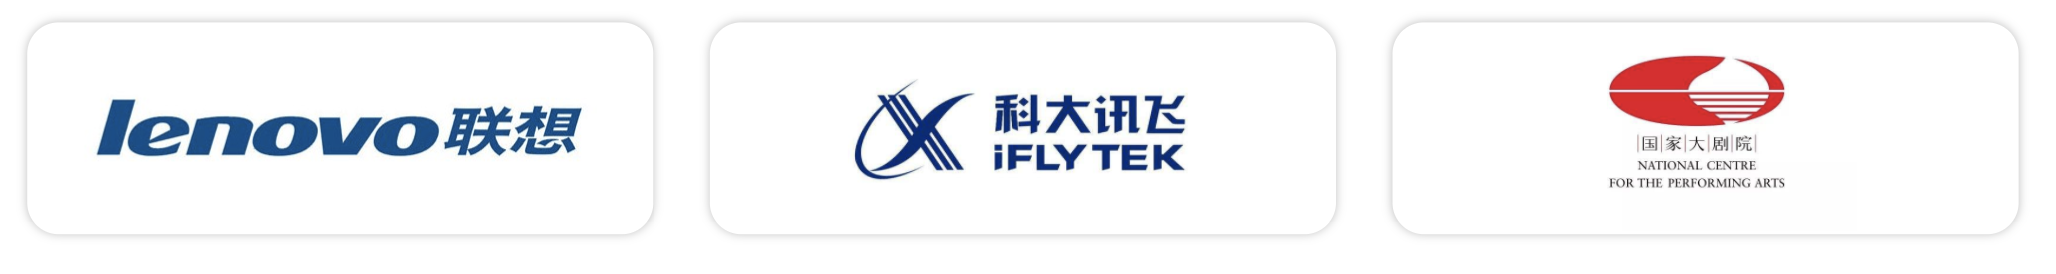 lenovo联想
科大讯飞
iFLYTEK
国家大剧院
NATIONAL CENTRE
FOR THE PERFORMING ARTS